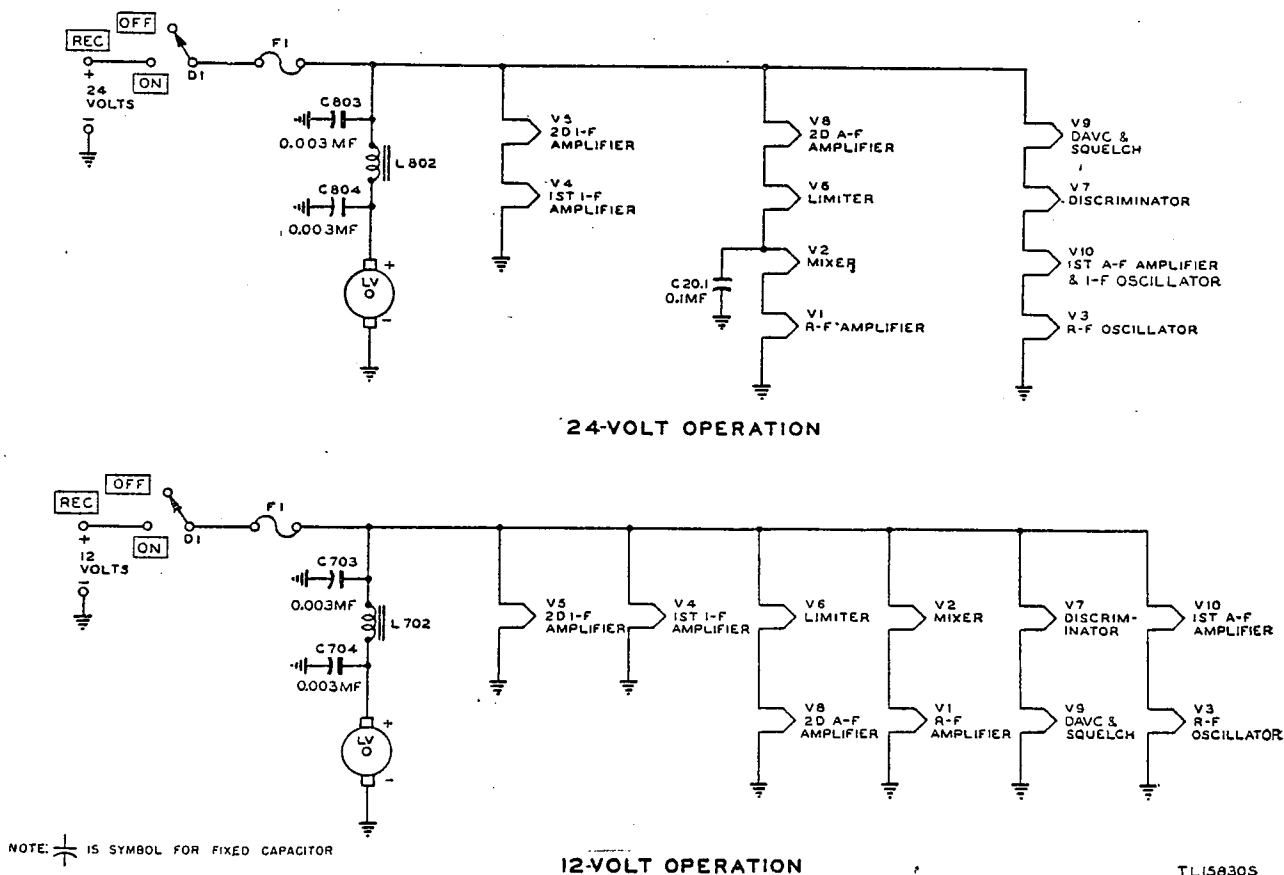 OFF
REC
F1
+
D1
ON
24
VOLTS
−
C803
0.003 MF
L 802
C804
0.003MF
+
LV
-
V5
2D I-F
AMPLIFIER
V4
1ST I-F
AMPLIFIER
V8
2D A-F
AMPLIFIER
V6
LIMITER
V2
MIXER
C20.1
0.1MF
V1
R-F AMPLIFIER
V9
DAVC &
SQUELCH
V7
DISCRIMINATOR
V10
1ST A-F AMPLIFIER
& I-F OSCILLATOR
V3
R-F OSCILLATOR
24-VOLT OPERATION
OFF
REC
F1
+
D1
ON
12
VOLTS
−
C703
0.003MF
L 702
C704
0.003MF
+
LV
-
V5
2D I-F
AMPLIFIER
V4
1ST I-F
AMPLIFIER
V6
LIMITER
V2
MIXER
V7
DISCRIM-
INATOR
V10
1ST A-F
AMPLIFIER
V8
2D A-F
AMPLIFIER
V1
R-F
AMPLIFIER
V9
DAVC &
SQUELCH
V3
R-F
OSCILLATOR
NOTE: IS SYMBOL FOR FIXED CAPACITOR
12-VOLT OPERATION
TL15830S